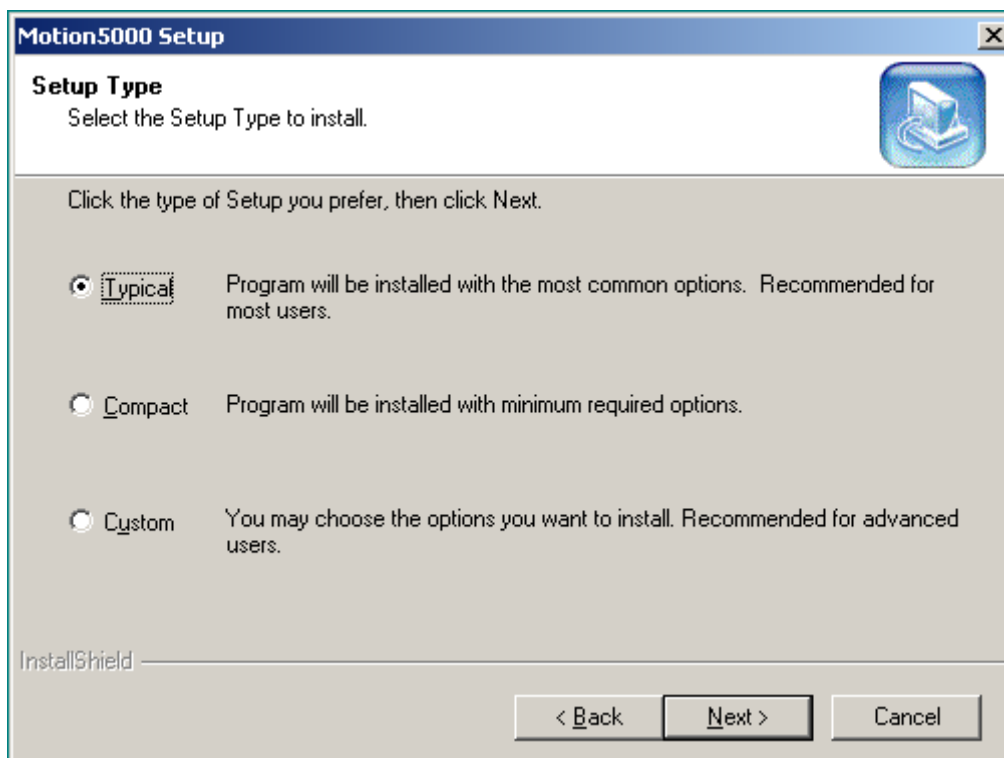 Motion5000 Setup
Setup Type
Select the Setup Type to install.
Click the type of Setup you prefer, then click Next.
Typical
Program will be installed with the most common options.  Recommended for
most users.
Compact
Program will be installed with minimum required options.
Custom
You may choose the options you want to install. Recommended for advanced
users.
InstallShield
< Back
Next >
Cancel